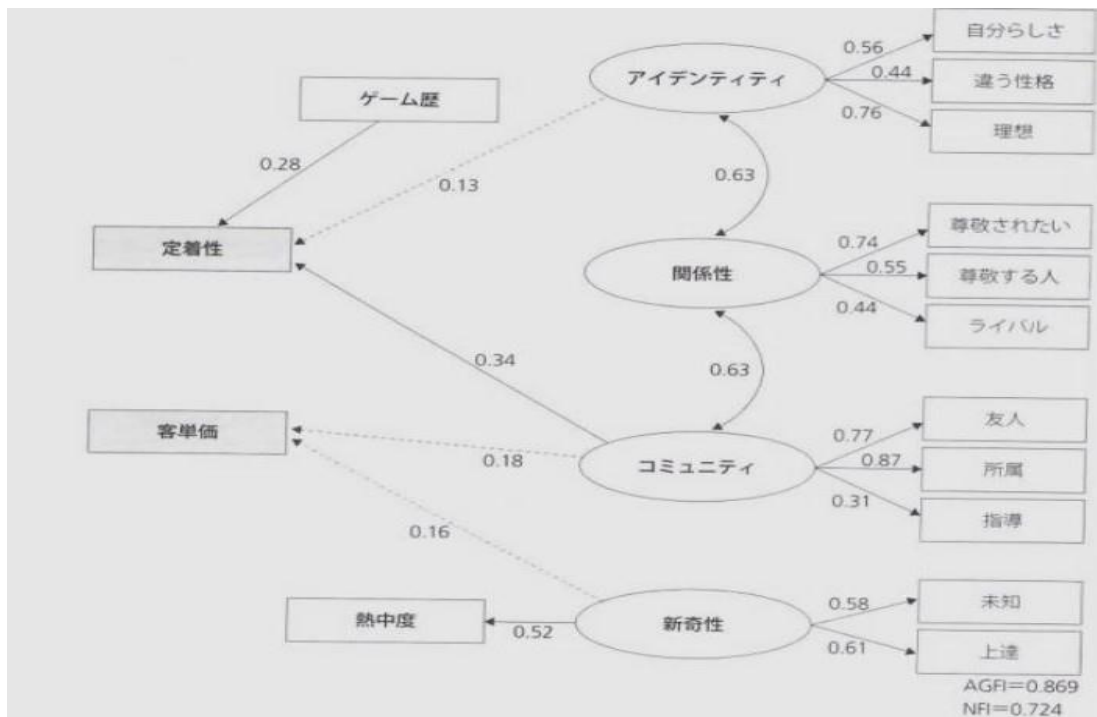 自分らしさ
0.56
アイデンティティ
0.44
違う性格
ゲーム歴
0.76
理想
0.28
0.13
0.63
尊敬されたい
定着性
0.74
関係性
0.55
尊敬する人
0.44
ライバル
0.34
0.63
客単価
友人
0.77
0.18
コミュニティ
0.87
所属
0.31
指導
0.16
未知
熱中度
0.58
0.52
新奇性
0.61
上達
AGFI=0.869
NFI=0.724